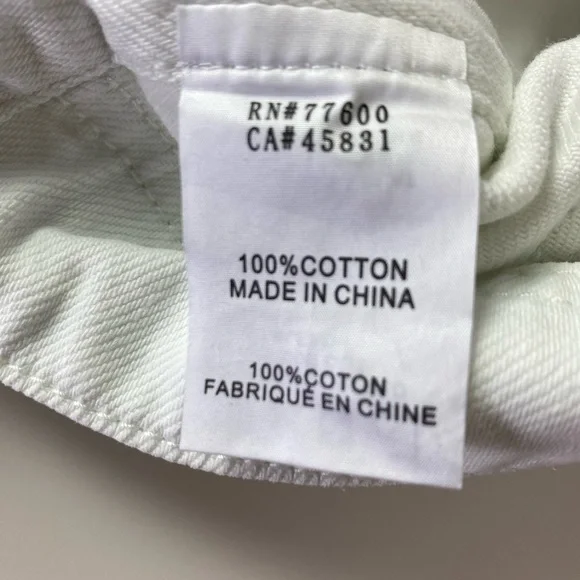 RN#77600
CA#45831
100%COTTON
MADE IN CHINA
100%COTON
FABRIQUÉ EN CHINE